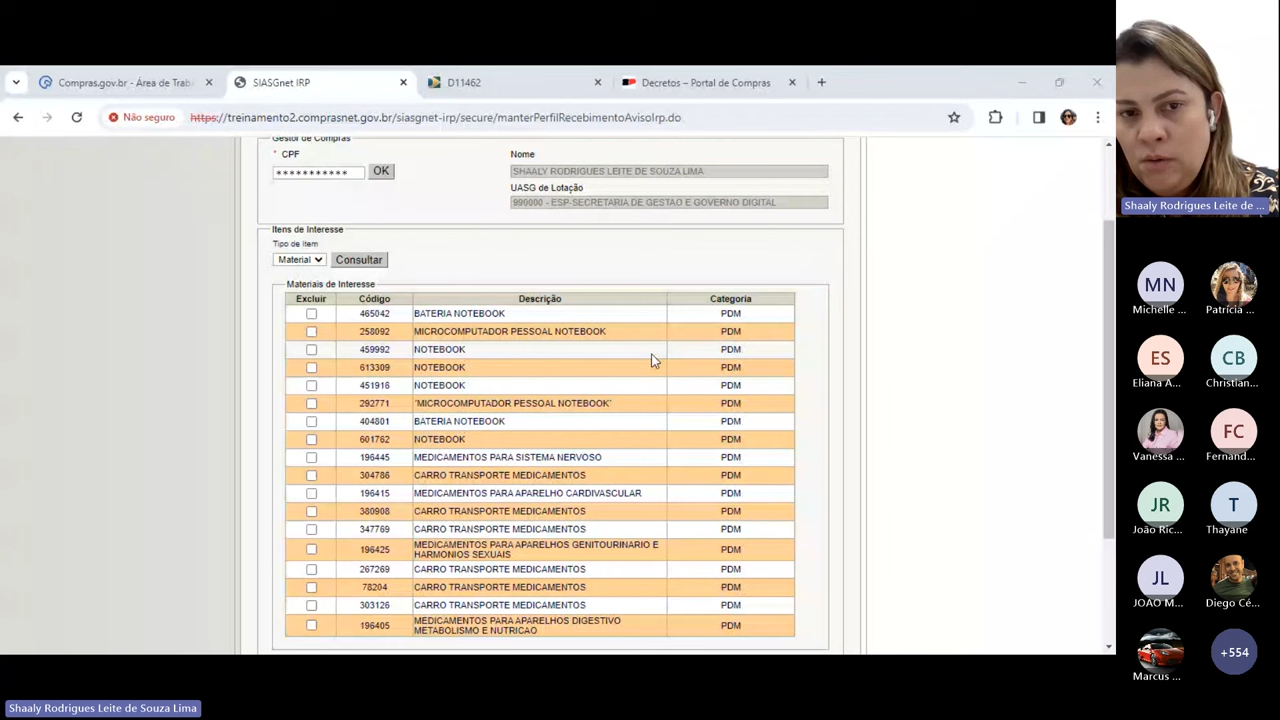 Compras.gov.br - Área de Trab
SIASGnet IRP
D11462
Decretos – Portal de Compras
Não seguro
https://treinamento2.comprasnet.gov.br/siasgnet-irp/secure/manterPerfilRecebimentoAvisoIrp.do
Gestor de Compras
* CPF
Nome
*********** OK
SHAALY RODRIGUES LEITE DE SOUZA LIMA
UASG de Lotação
990000 - ESP-SECRETARIA DE GESTAO E GOVERNO DIGITAL
Itens de Interesse
Tipo de Item
Material Consultar
Materiais de Interesse
Excluir Código Descrição Categoria
465042 BATERIA NOTEBOOK PDM
258092 MICROCOMPUTADOR PESSOAL NOTEBOOK PDM
459992 NOTEBOOK PDM
613309 NOTEBOOK PDM
451916 NOTEBOOK PDM
292771 'MICROCOMPUTADOR PESSOAL NOTEBOOK' PDM
404801 BATERIA NOTEBOOK PDM
601762 NOTEBOOK PDM
196445 MEDICAMENTOS PARA SISTEMA NERVOSO PDM
304786 CARRO TRANSPORTE MEDICAMENTOS PDM
196415 MEDICAMENTOS PARA APARELHO CARDIVASCULAR PDM
380908 CARRO TRANSPORTE MEDICAMENTOS PDM
347769 CARRO TRANSPORTE MEDICAMENTOS PDM
196425 MEDICAMENTOS PARA APARELHOS GENITOURINARIO E PDM
HARMONIOS SEXUAIS
267269 CARRO TRANSPORTE MEDICAMENTOS PDM
78204 CARRO TRANSPORTE MEDICAMENTOS PDM
303126 CARRO TRANSPORTE MEDICAMENTOS PDM
196405 MEDICAMENTOS PARA APARELHOS DIGESTIVO PDM
METABOLISMO E NUTRICAO
Shaaly Rodrigues Leite de ...
MN
Michelle ...
Patrícia ...
ES
Eliana A...
CB
Christian...
Vanessa ...
FC
Fernand...
JR
João Ric...
T
Thayane
JL
JOAO M...
Diego Cé...
Marcus ...
+554
Shaaly Rodrigues Leite de Souza Lima